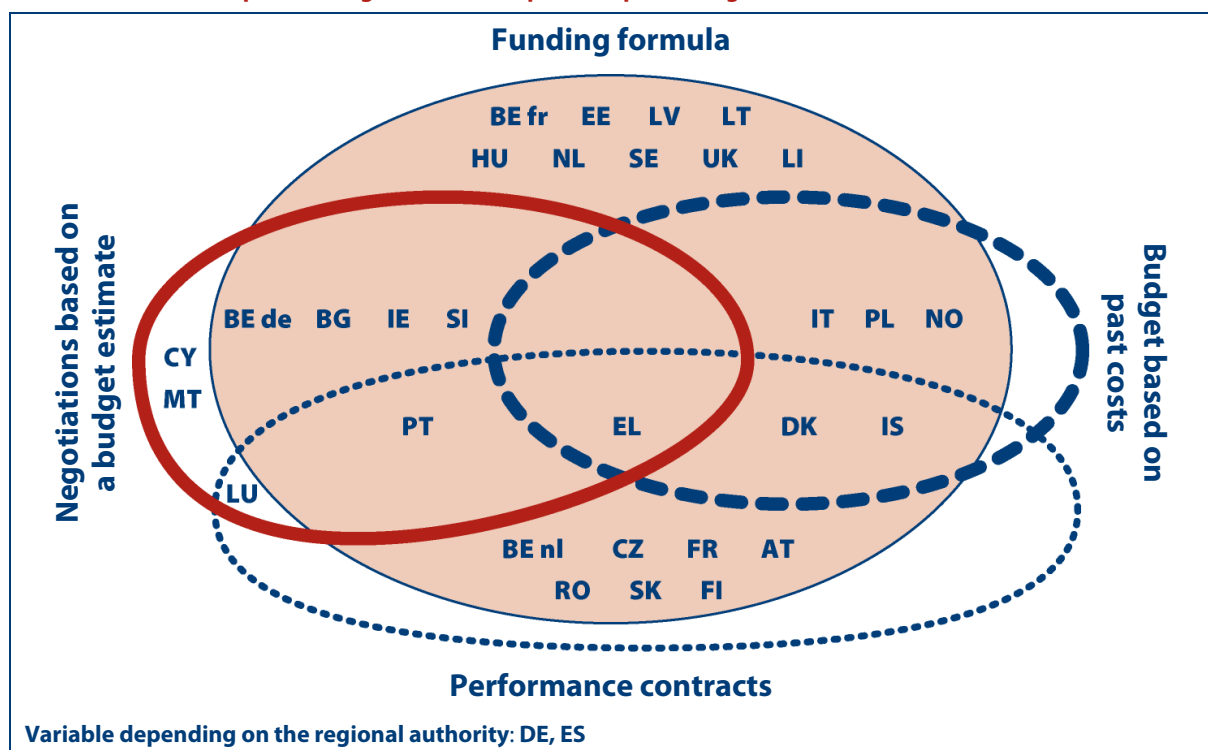 Funding formula
BE fr EE LV LT
HU NL SE UK LI
Negotiations based on
a budget estimate
Budget based on
past costs
BE de BG IE SI
IT PL NO
CY
MT
PT EL DK IS
LU
BE nl CZ FR AT
RO SK FI
Performance contracts
Variable depending on the regional authority: DE, ES